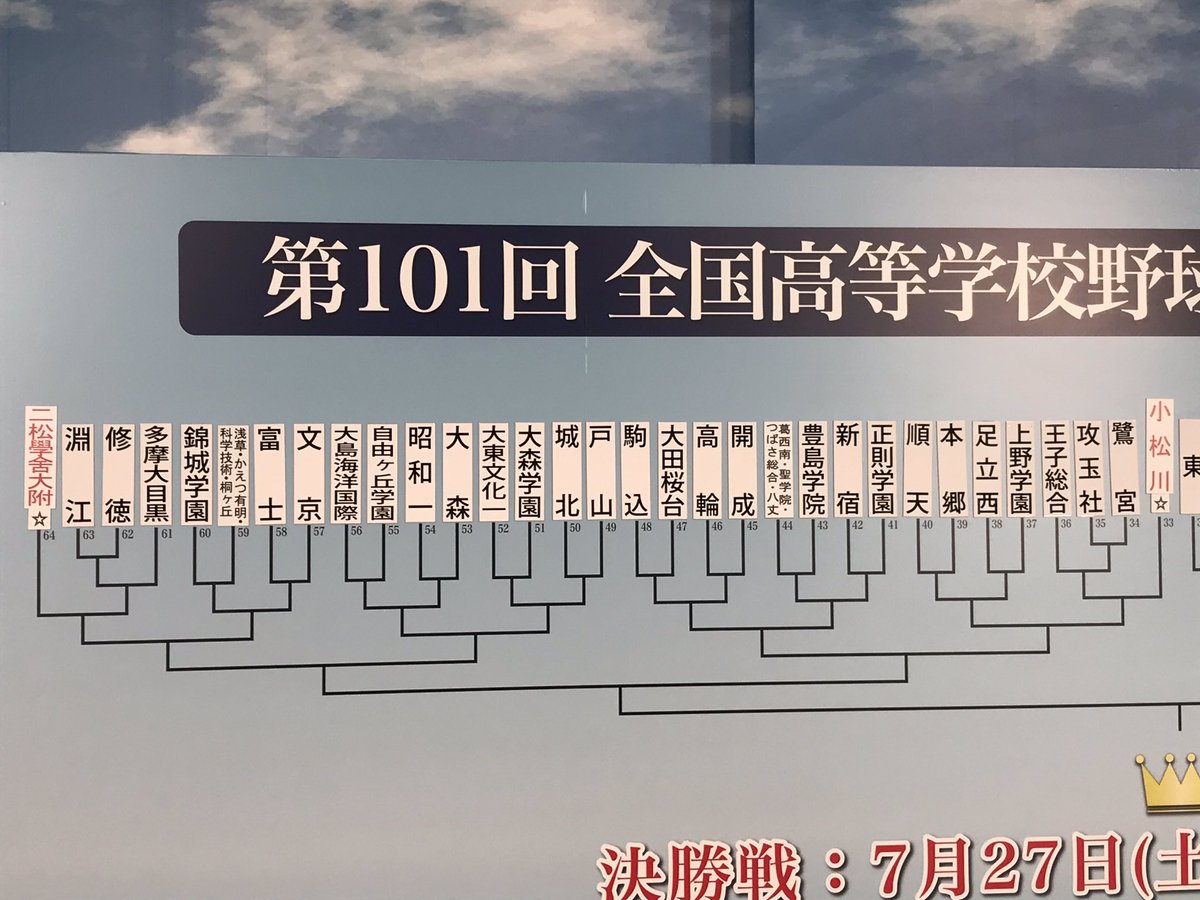 第101回 全国高等学校野球
二松學舍大附☆
淵江
修徳
多摩大目黒
錦城学園
浅草・かえつ有明・
科学技術・桐ヶ丘
富士
文京
大島海洋国際
自由ヶ丘学園
昭和一
大森
大東文化一
大森学園
城北
戸山
駒込
大田桜台
高輪
開成
葛西南・聖学院・
つばさ総合・八丈
豊島学院
新宿
正則学園
順天
本郷
足立西
上野学園
王子総合
攻玉社
鷺宮
小松川☆
東
64 63 62 61 60 59 58 57 56 55 54 53 52 51 50 49 48 47 46 45 44 43 42 41 40 39 38 37 36 35 34 33
決勝戦：7月27日(土